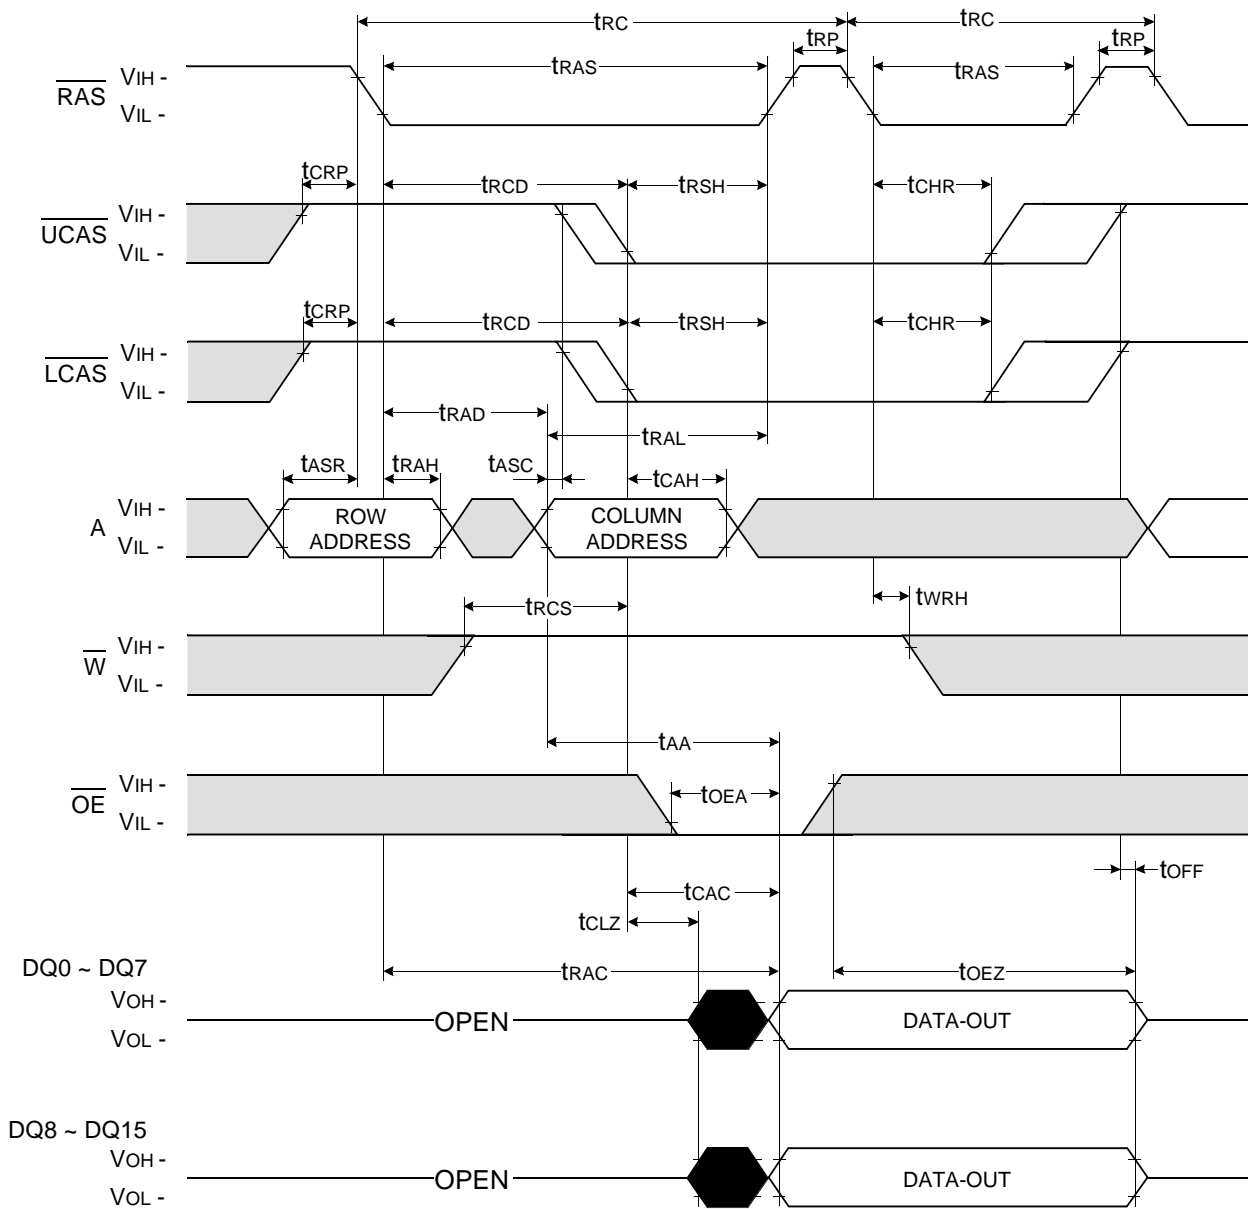 tRC tRC
tRP tRP
tRAS tRAS
RAS
VIH -
VIL -
tCRP tRCD tRSH tCHR
UCAS
VIH -
VIL -
tCRP tRCD tRSH tCHR
LCAS
VIH -
VIL -
tRAD
tRAL
tASR tRAH tASC tCAH
A
VIH -
VIL -
ROW
ADDRESS
COLUMN
ADDRESS
tRCS tWRH
W
VIH -
VIL -
tAA
OE
VIH -
VIL -
tOEA
tOFF
tCAC
tCLZ
DQ0 ~ DQ7
tRAC tOEZ
VOH -
VOL -
OPEN DATA-OUT
DQ8 ~ DQ15
VOH -
VOL -
OPEN DATA-OUT